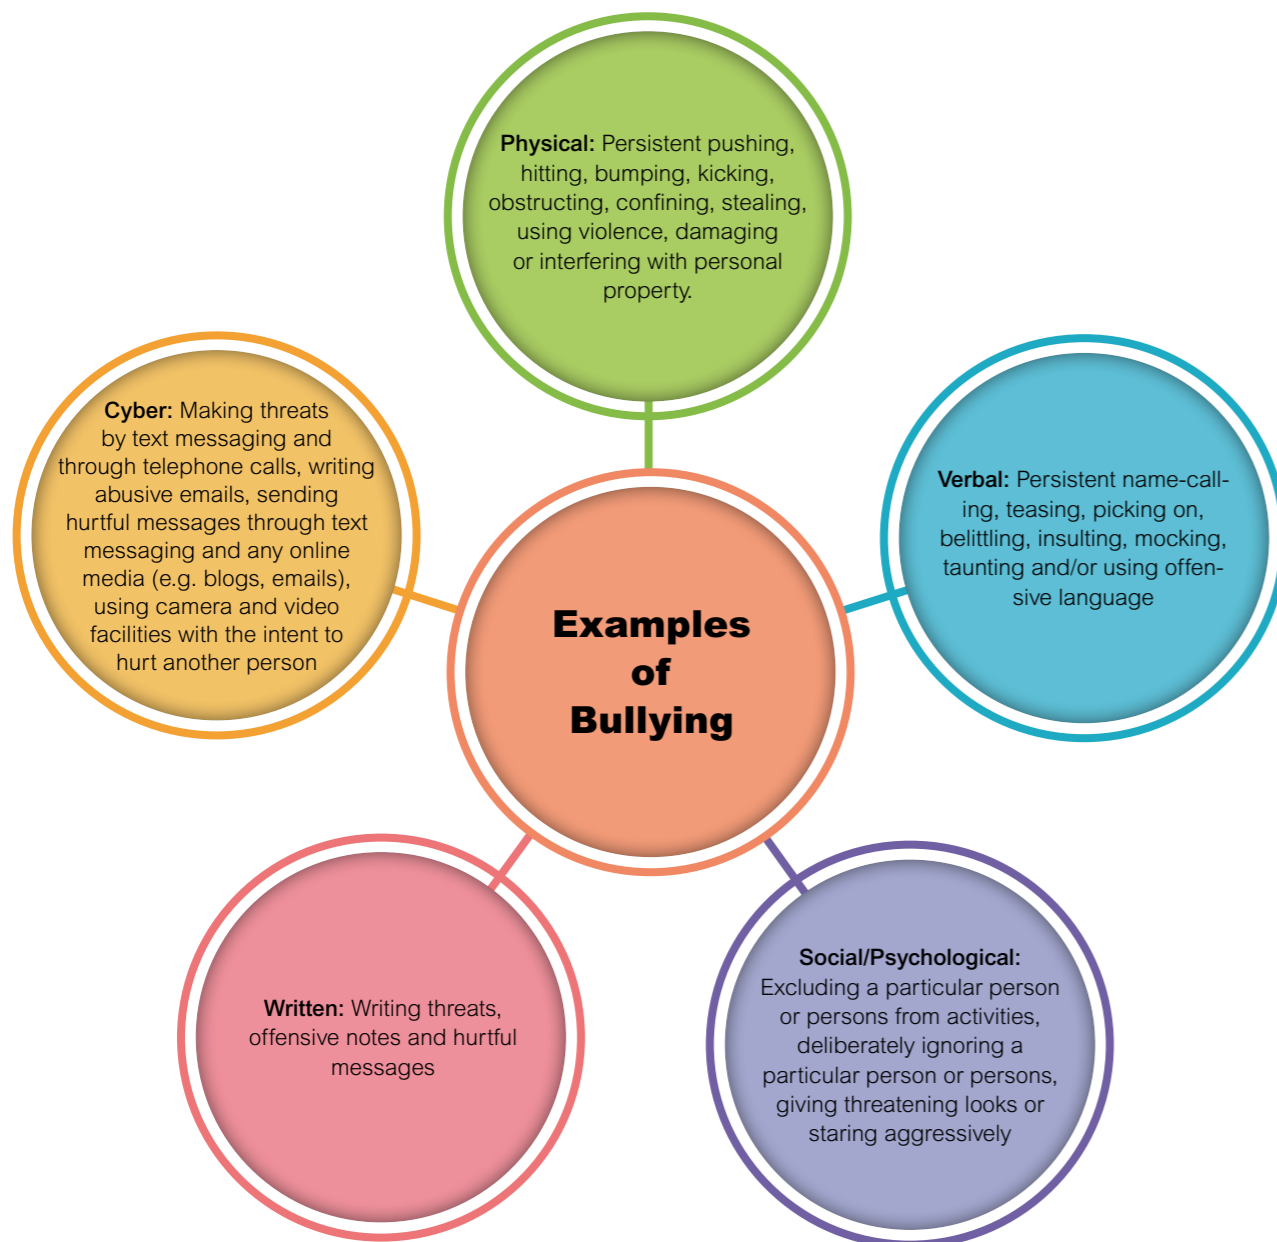 Physical: Persistent pushing,
hitting, bumping, kicking,
obstructing, confining, stealing,
using violence, damaging
or interfering with personal
property.
Cyber: Making threats
by text messaging and
through telephone calls, writing
abusive emails, sending
hurtful messages through text
messaging and any online
media (e.g. blogs, emails),
using camera and video
facilities with the intent to
hurt another person
Verbal: Persistent name-call-
ing, teasing, picking on,
belittling, insulting, mocking,
taunting and/or using offen-
sive language
Examples
of
Bullying
Written: Writing threats,
offensive notes and hurtful
messages
Social/Psychological:
Excluding a particular person
or persons from activities,
deliberately ignoring a
particular person or persons,
giving threatening looks or
staring aggressively